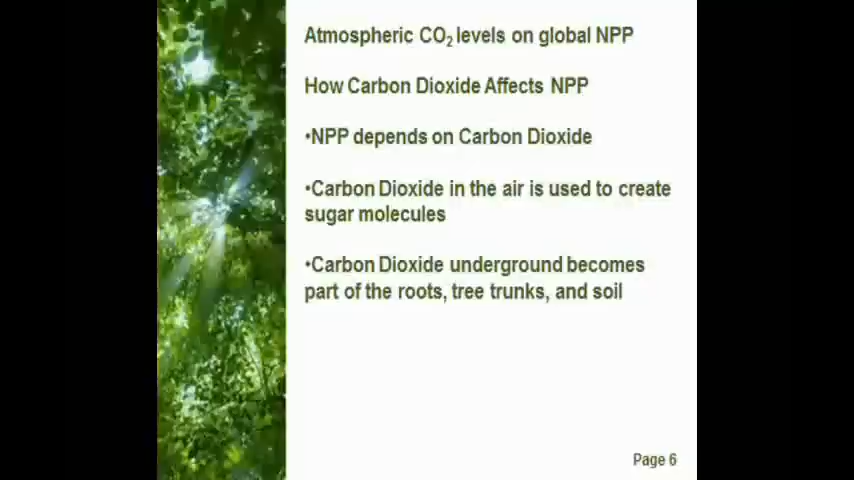 Atmospheric CO₂ levels on global NPP
How Carbon Dioxide Affects NPP
•NPP depends on Carbon Dioxide
•Carbon Dioxide in the air is used to create
sugar molecules
•Carbon Dioxide underground becomes
part of the roots, tree trunks, and soil
Page 6